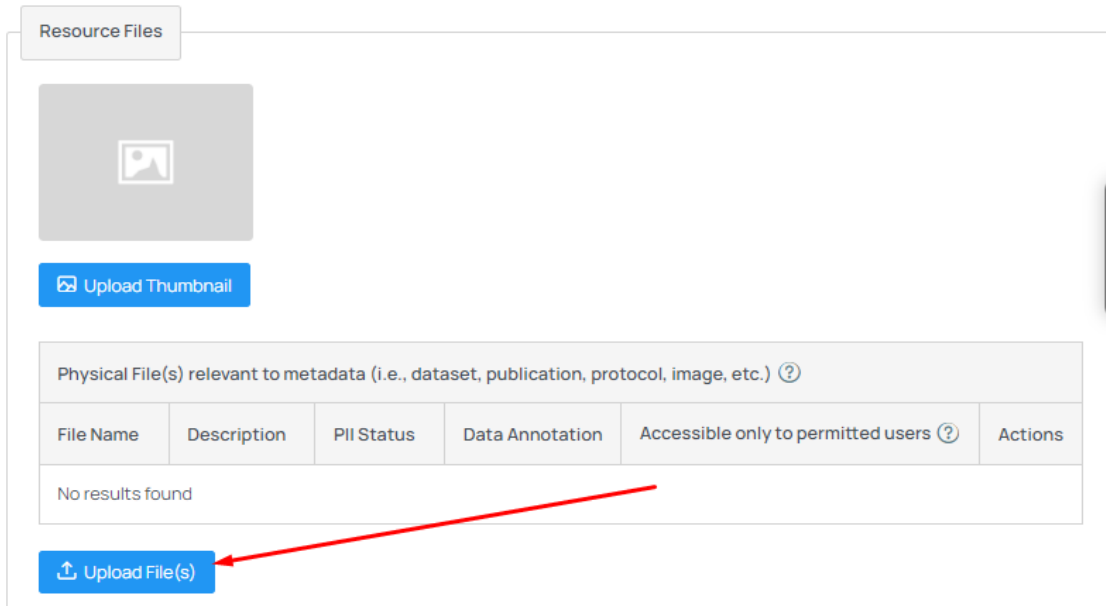 Resource Files
Upload Thumbnail
Physical File(s) relevant to metadata (i.e., dataset, publication, protocol, image, etc.) ?
File Name Description PII Status Data Annotation Accessible only to permitted users ? Actions
No results found
Upload File(s)